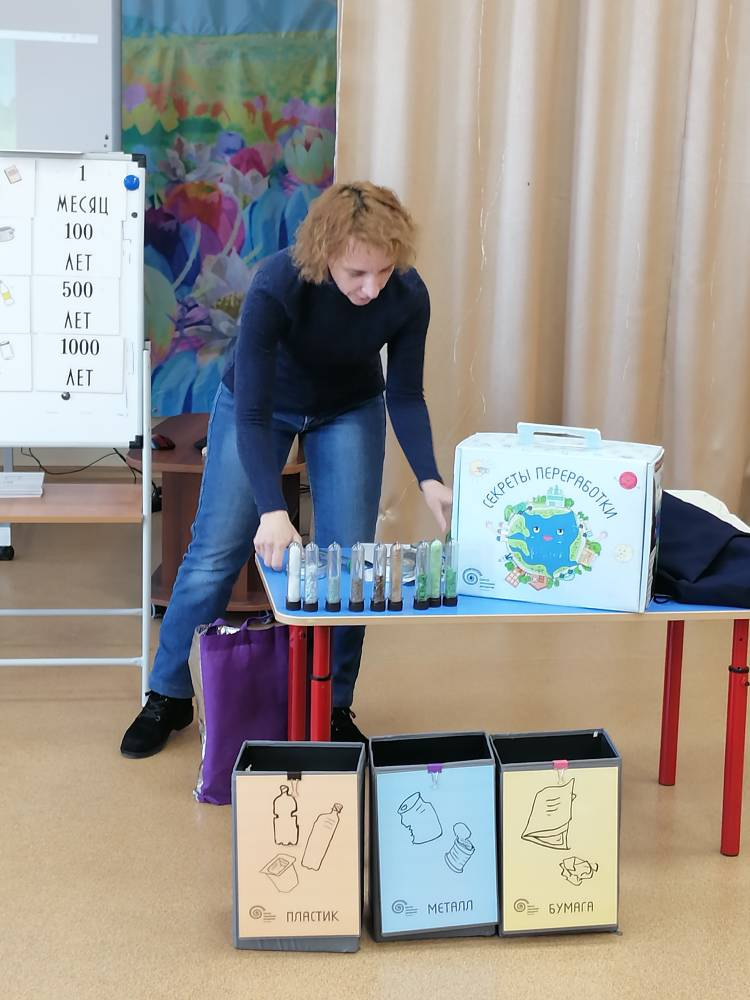 1
МЕСЯЦ
100
ЛЕТ
500
ЛЕТ
1000
ЛЕТ
СЕКРЕТЫ ПЕРЕРАБОТКИ
ПЛАСТИК
МЕТАЛЛ
БУМАГА